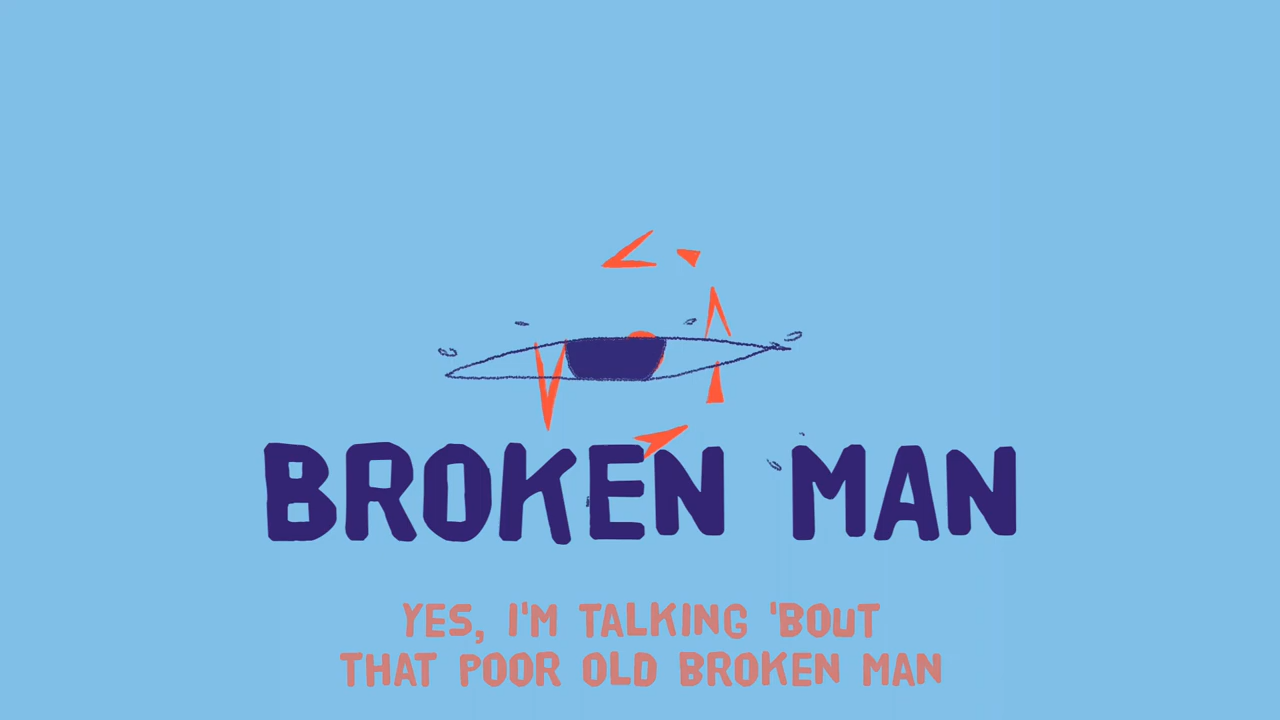 BROKEN MAN
YES, I'M TALKING 'BOUT
THAT POOR OLD BROKEN MAN